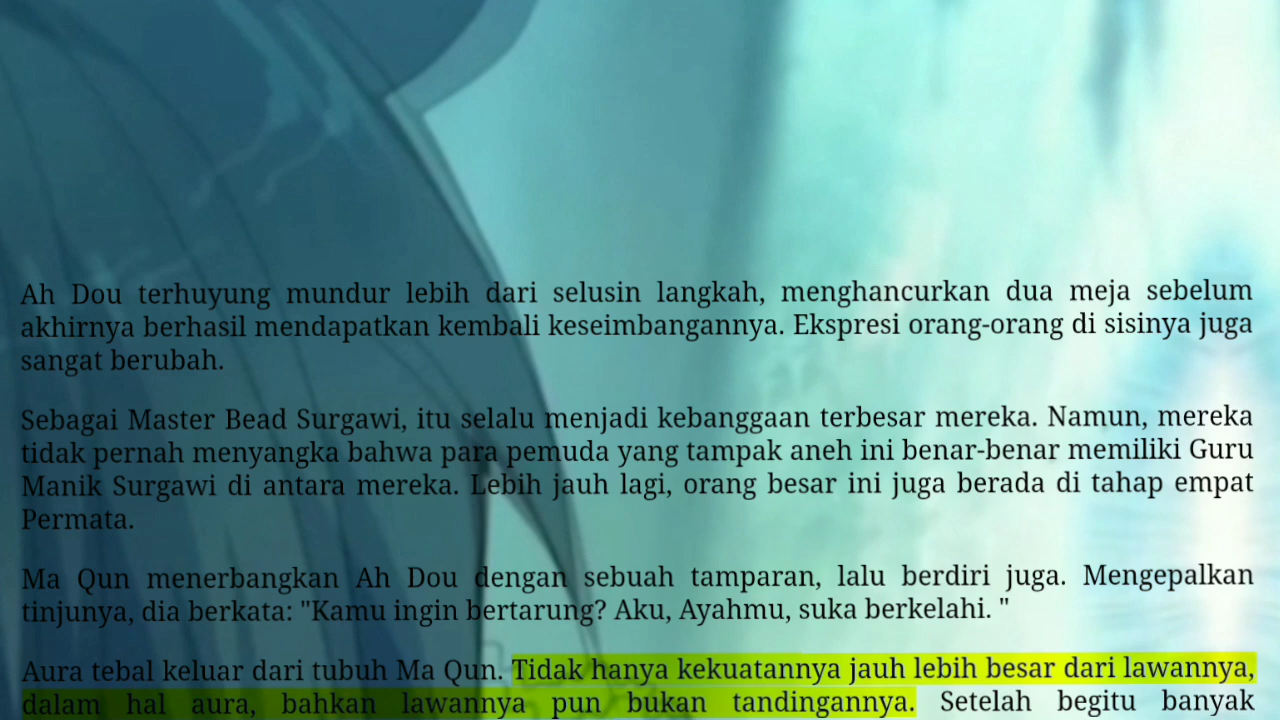 Ah Dou terhuyung mundur lebih dari selusin langkah, menghancurkan dua meja sebelum
akhirnya berhasil mendapatkan kembali keseimbangannya. Ekspresi orang-orang di sisinya juga
sangat berubah.
Sebagai Master Bead Surgawi, itu selalu menjadi kebanggaan terbesar mereka. Namun, mereka
tidak pernah menyangka bahwa para pemuda yang tampak aneh ini benar-benar memiliki Guru
Manik Surgawi di antara mereka. Lebih jauh lagi, orang besar ini juga berada di tahap empat
Permata.
Ma Qun menerbangkan Ah Dou dengan sebuah tamparan, lalu berdiri juga. Mengepalkan
tinjunya, dia berkata: "Kamu ingin bertarung? Aku, Ayahmu, suka berkelahi. "
Aura tebal keluar dari tubuh Ma Qun. Tidak hanya kekuatannya jauh lebih besar dari lawannya,
dalam hal aura, bahkan lawannya pun bukan tandingannya. Setelah begitu banyak